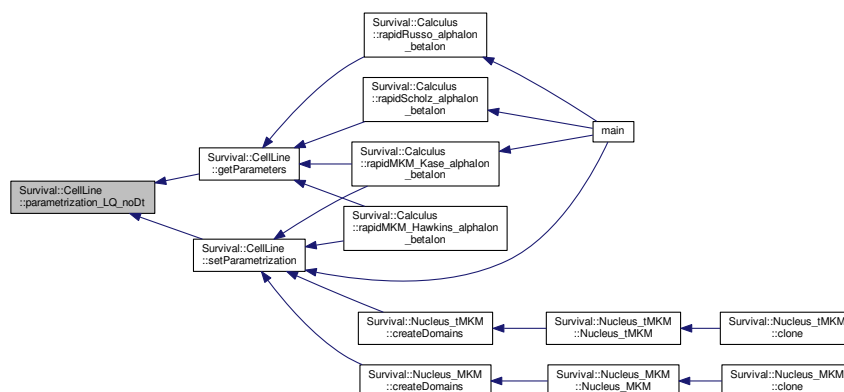 Survival::Calculus
::rapidRusso_alphaIon
_betaIon
Survival::Calculus
::rapidScholz_alphaIon
_betaIon
main
Survival::CellLine
::getParameters
Survival::Calculus
::rapidMKM_Kase_alphaIon
_betaIon
Survival::CellLine
::parametrization_LQ_noDt
Survival::Calculus
::rapidMKM_Hawkins_alphaIon
_betaIon
Survival::CellLine
::setParametrization
Survival::Nucleus_tMKM
::createDomains
Survival::Nucleus_tMKM
::Nucleus_tMKM
Survival::Nucleus_tMKM
::clone
Survival::Nucleus_MKM
::createDomains
Survival::Nucleus_MKM
::Nucleus_MKM
Survival::Nucleus_MKM
::clone